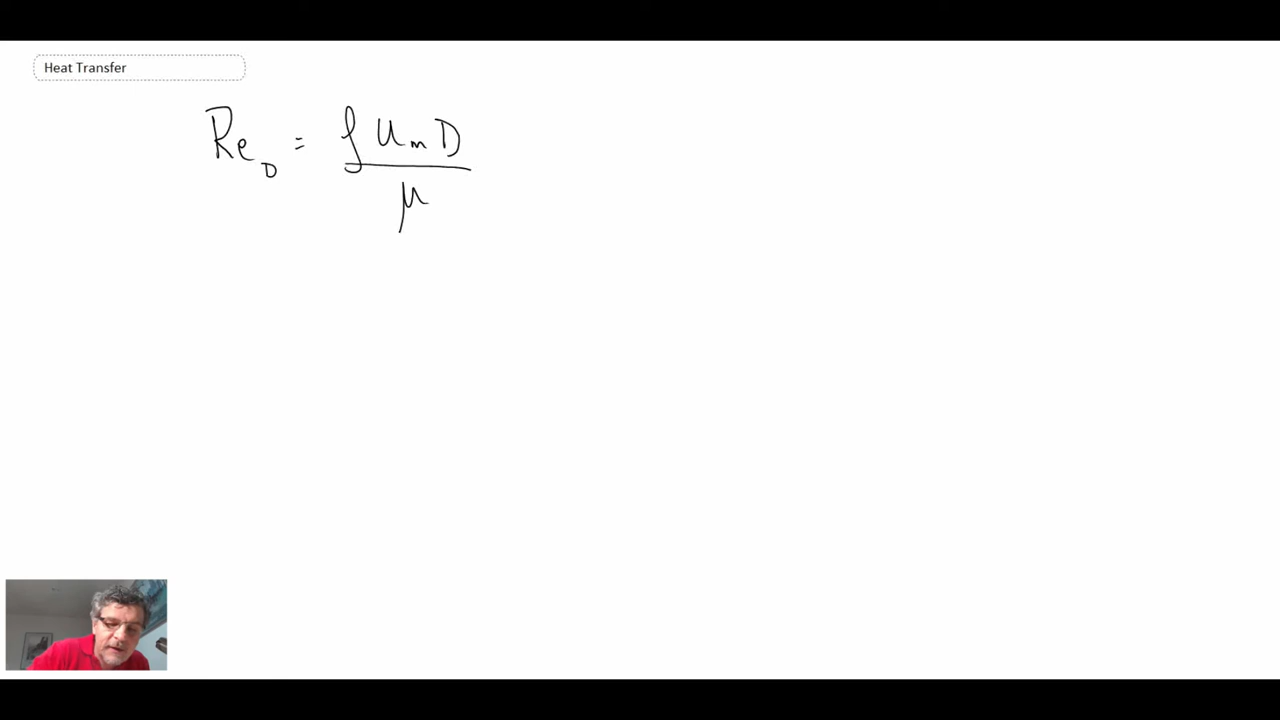 Heat Transfer
Re_D = ρ u_m D
μ